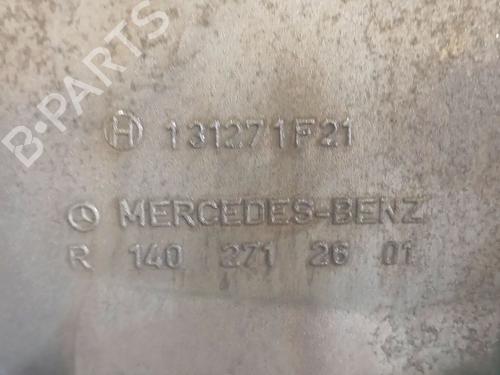 B-PARTS
H 131271F21
MERCEDES-BENZ
R 140 271 26 01